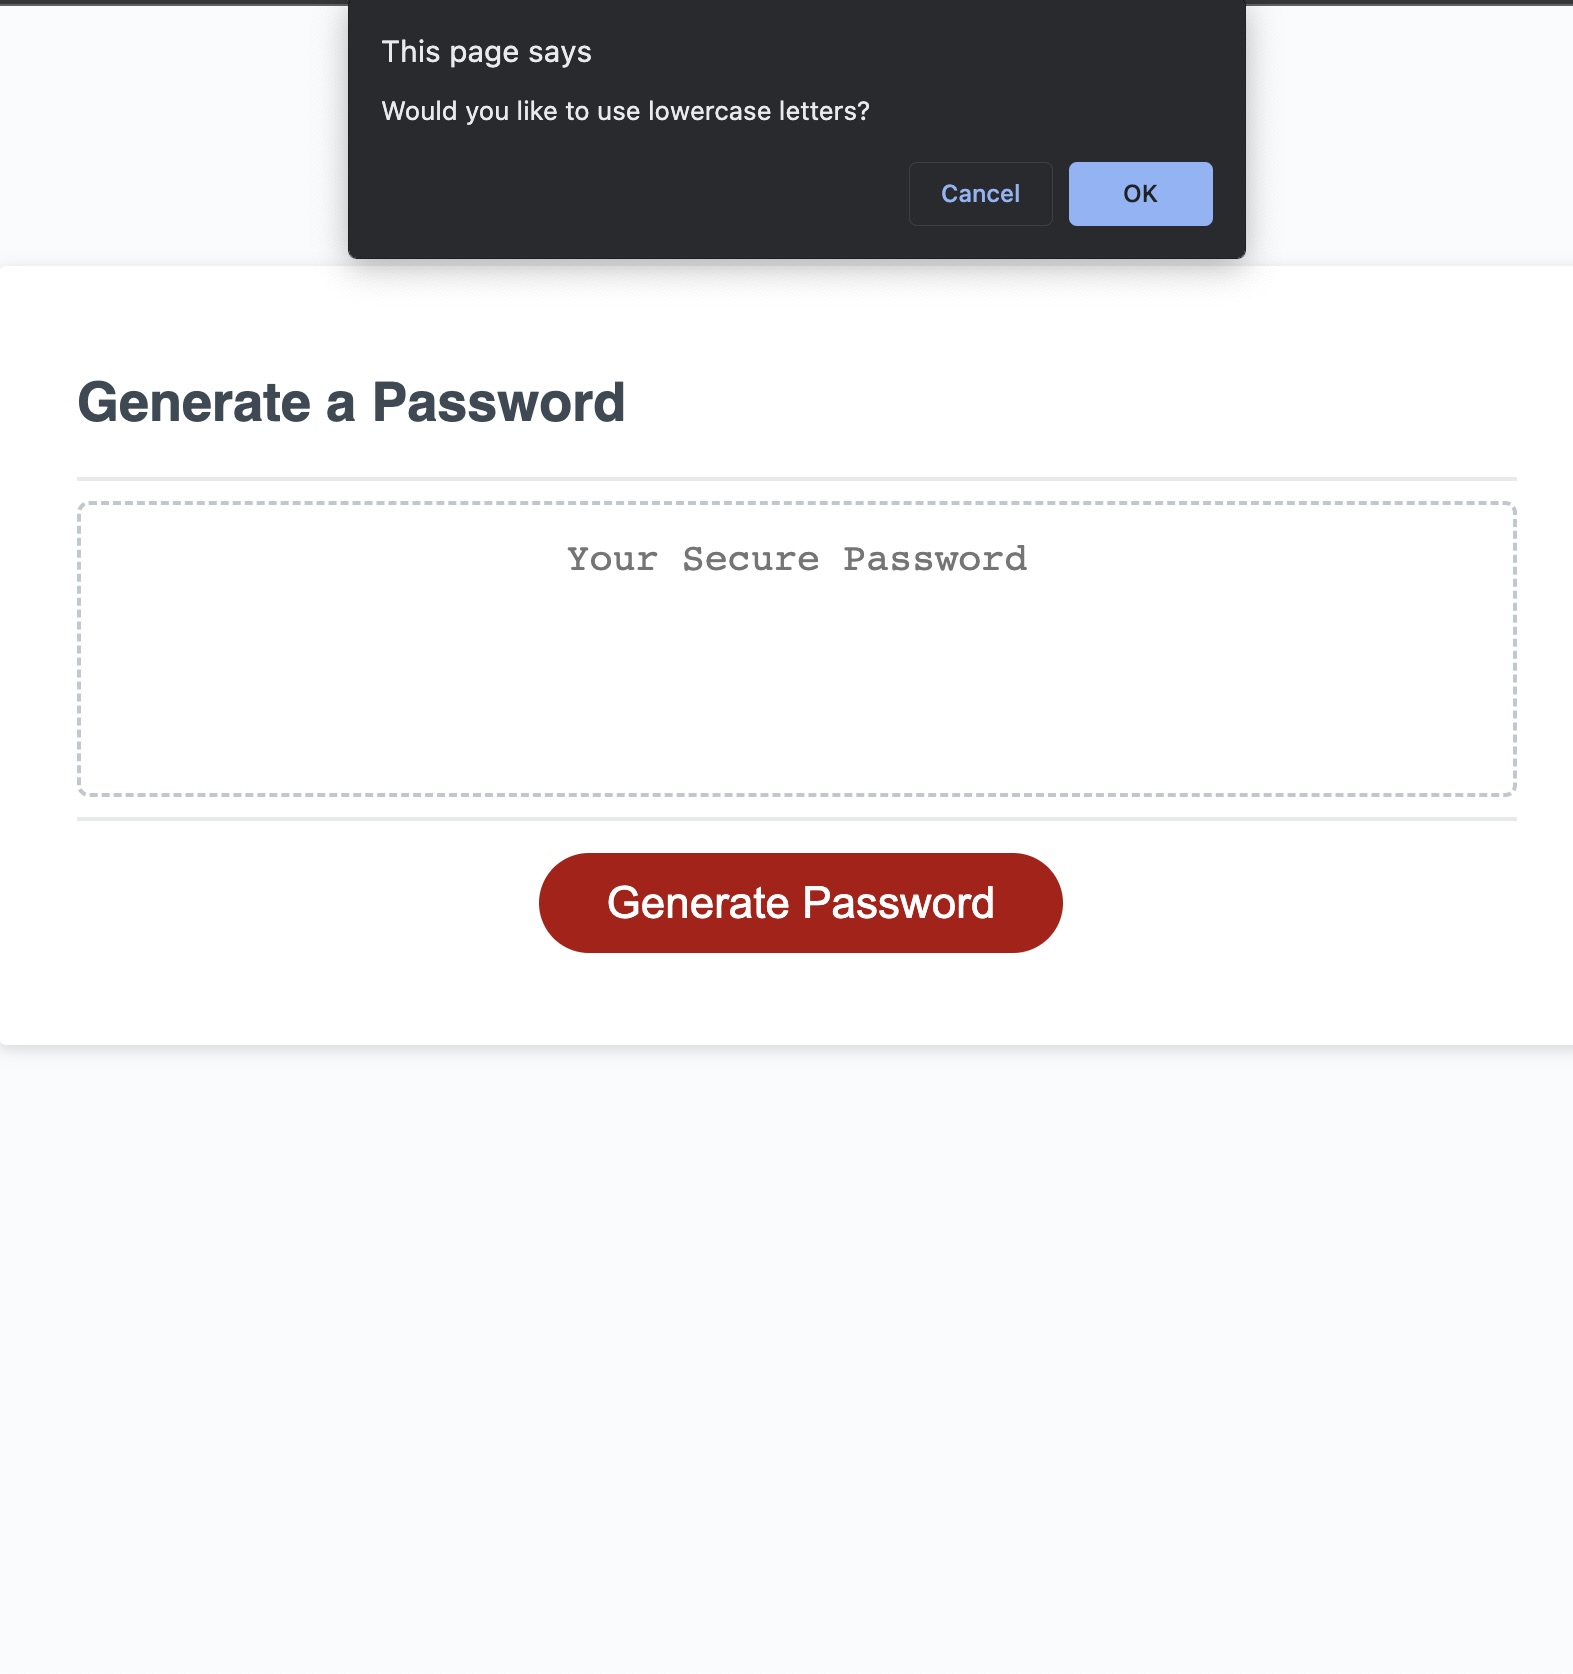 This page says
Would you like to use lowercase letters?
Cancel
OK
Generate a Password
Your Secure Password
Generate Password